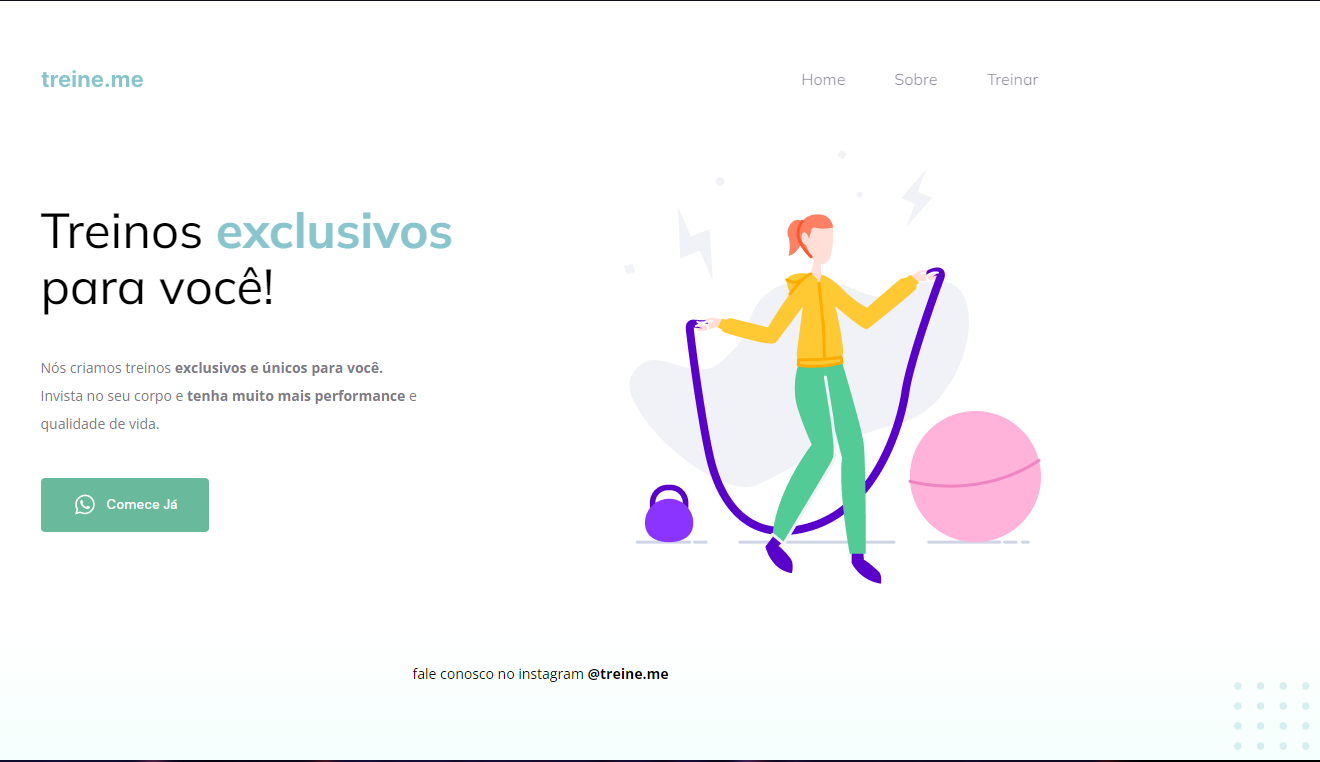 treine.me
Home
Sobre
Treinar
Treinos exclusivos
para você!
Nós criamos treinos exclusivos e únicos para você.
Invista no seu corpo e tenha muito mais performance e
qualidade de vida.
Comece Já
fale conosco no instagram @treine.me